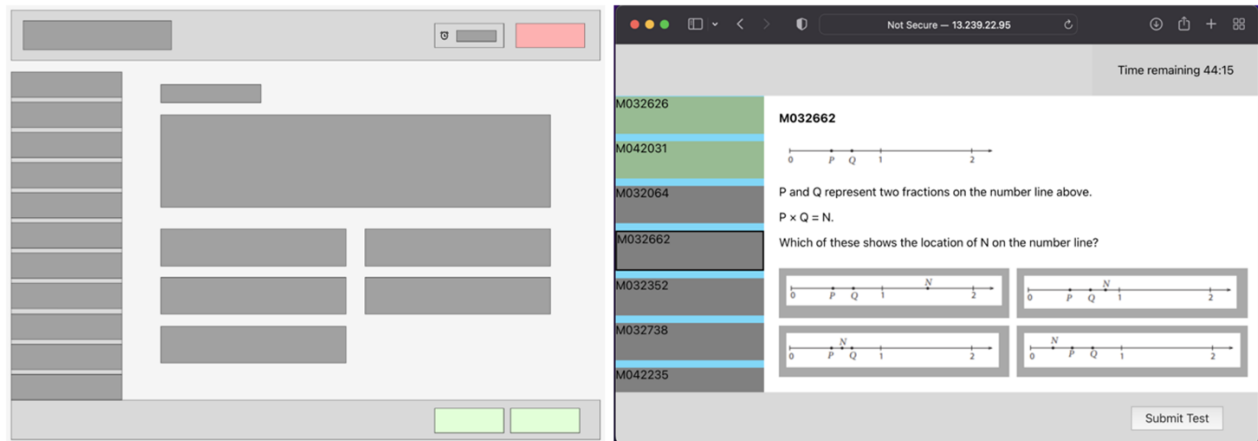 Not Secure — 13.239.22.95
Time remaining 44:15
M032626
M042031
M032064
M032662
M032352
M032738
M042235
M032662
0 P Q 1 2
P and Q represent two fractions on the number line above.
P × Q = N.
Which of these shows the location of N on the number line?
N
0 P Q 1 2
N
0 P Q 1 2
N
0 P Q 1 2
N
0 P Q 1 2
Submit Test